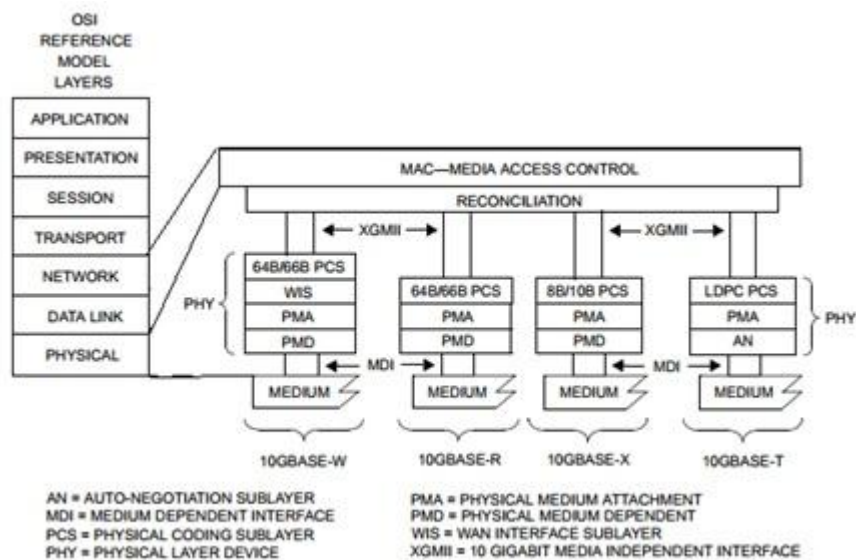 OSI
REFERENCE
MODEL
LAYERS
APPLICATION
PRESENTATION
SESSION
TRANSPORT
NETWORK
DATA LINK
PHYSICAL
MAC—MEDIA ACCESS CONTROL
RECONCILIATION
XGMII
XGMII
PHY
64B/66B PCS
WIS
PMA
PMD
64B/66B PCS
PMA
PMD
8B/10B PCS
PMA
PMD
LDPC PCS
PMA
AN
PHY
MDI
MDI
MEDIUM
MEDIUM
MEDIUM
MEDIUM
10GBASE-W
10GBASE-R
10GBASE-X
10GBASE-T
AN = AUTO-NEGOTIATION SUBLAYER
MDI = MEDIUM DEPENDENT INTERFACE
PCS = PHYSICAL CODING SUBLAYER
PHY = PHYSICAL LAYER DEVICE
PMA = PHYSICAL MEDIUM ATTACHMENT
PMD = PHYSICAL MEDIUM DEPENDENT
WIS = WAN INTERFACE SUBLAYER
XGMII = 10 GIGABIT MEDIA INDEPENDENT INTERFACE